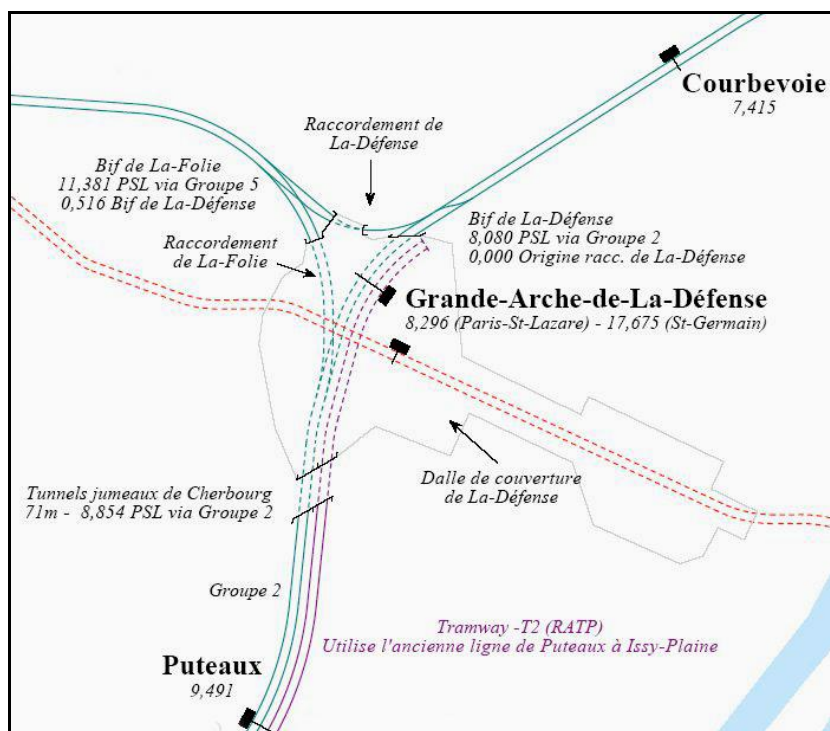 Courbevoie
7,415
Raccordement de
La-Défense
Bif de La-Folie
11,381 PSL via Groupe 5
0,516 Bif de La-Défense
Bif de La-Défense
8,080 PSL via Groupe 2
0,000 Origine racc. de La-Défense
Raccordement
de La-Folie
Grande-Arche-de-La-Défense
8,296 (Paris-St-Lazare) - 17,675 (St-Germain)
Dalle de couverture
de La-Défense
Tunnels jumeaux de Cherbourg
71m - 8,854 PSL via Groupe 2
Groupe 2
Tramway -T2 (RATP)
Utilise l'ancienne ligne de Puteaux à Issy-Plaine
Puteaux
9,491